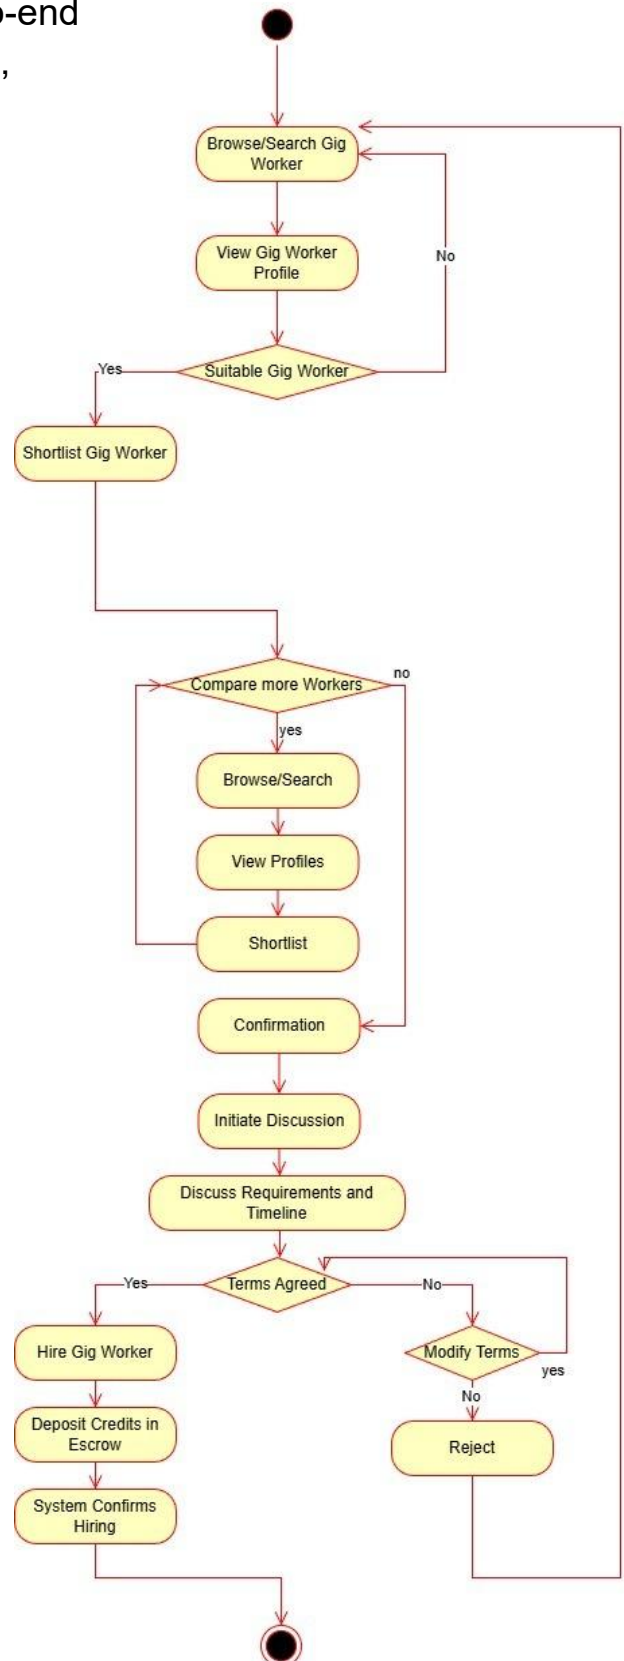 o-end
,
Browse/Search Gig
Worker
No
View Gig Worker
Profile
Yes
Suitable Gig Worker
Shortlist Gig Worker
no
Compare more Workers
yes
Browse/Search
View Profiles
Shortlist
Confirmation
Initiate Discussion
Discuss Requirements and
Timeline
Yes
Terms Agreed
No
Hire Gig Worker
Modify Terms
yes
No
Deposit Credits in
Escrow
Reject
System Confirms
Hiring